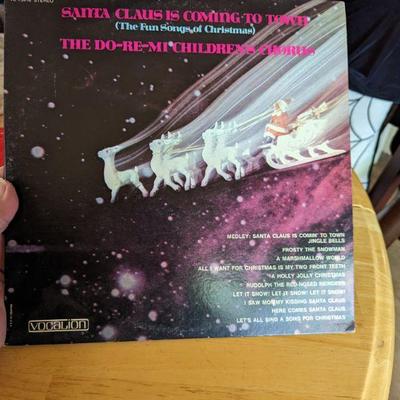 SANTA CLAUS IS COMING TO TOWN
(The Fun Songs of Christmas)
THE DO-RE-MI CHILDREN'S CHORUS
MEDLEY: SANTA CLAUS IS COMIN' TO TOWN
JINGLE BELLS
FROSTY THE SNOWMAN
A MARSHMALLOW WORLD
ALL I WANT FOR CHRISTMAS IS MY TWO FRONT TEETH
A HOLLY JOLLY CHRISTMAS
RUDOLPH THE RED-NOSED REINDEER
LET IT SNOW! LET IT SNOW! LET IT SNOW!
I SAW MOMMY KISSING SANTA CLAUS
HERE COMES SANTA CLAUS
LET'S ALL SING A SONG FOR CHRISTMAS
vocalion